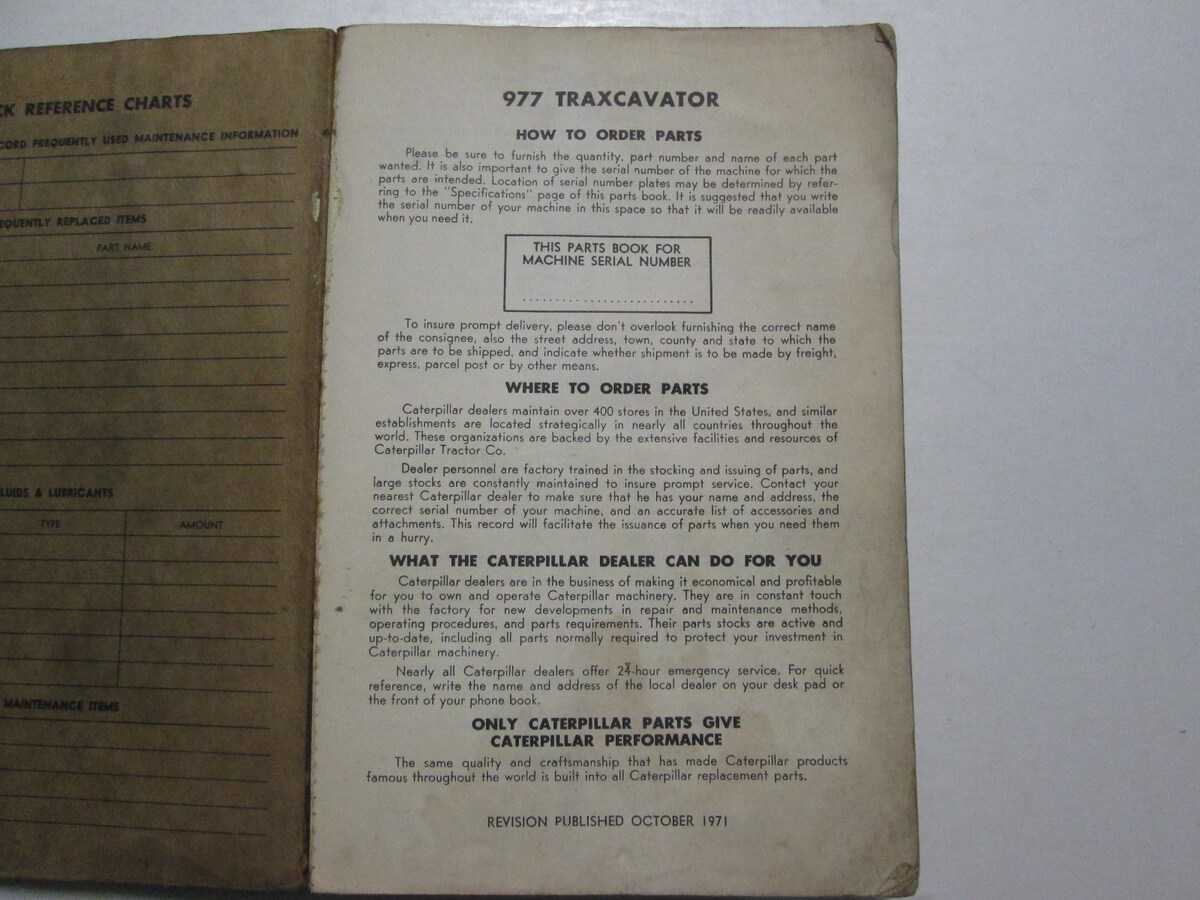 CK REFERENCE CHARTS
CORD FREQUENTLY USED MAINTENANCE INFORMATION
EQUENTLY REPLACED ITEMS
PART NAME
LUIDS & LUBRICANTS
TYPE AMOUNT
MAINTENANCE ITEMS
977 TRAXCAVATOR
HOW TO ORDER PARTS
Please be sure to furnish the quantity, part number and name of each part
wanted. It is also important to give the serial number of the machine for which the
parts are intended. Location of serial number plates may be determined by refer-
ring to the "Specifications" page of this parts book. It is suggested that you write
the serial number of your machine in this space so that it will be readily available
when you need it.
THIS PARTS BOOK FOR
MACHINE SERIAL NUMBER
............................
To insure prompt delivery, please don't overlook furnishing the correct name
of the consignee, also the street address, town, county and state to which the
parts are to be shipped, and indicate whether shipment is to be made by freight,
express, parcel post or by other means.
WHERE TO ORDER PARTS
Caterpillar dealers maintain over 400 stores in the United States, and similar
establishments are located strategically in nearly all countries throughout the
world. These organizations are backed by the extensive facilities and resources of
Caterpillar Tractor Co.
Dealer personnel are factory trained in the stocking and issuing of parts, and
large stocks are constantly maintained to insure prompt service. Contact your
nearest Caterpillar dealer to make sure that he has your name and address, the
correct serial number of your machine, and an accurate list of accessories and
attachments. This record will facilitate the issuance of parts when you need them
in a hurry.
WHAT THE CATERPILLAR DEALER CAN DO FOR YOU
Caterpillar dealers are in the business of making it economical and profitable
for you to own and operate Caterpillar machinery. They are in constant touch
with the factory for new developments in repair and maintenance methods,
operating procedures, and parts requirements. Their parts stocks are active and
up-to-date, including all parts normally required to protect your investment in
Caterpillar machinery.
Nearly all Caterpillar dealers offer 24-hour emergency service. For quick
reference, write the name and address of the local dealer on your desk pad or
the front of your phone book.
ONLY CATERPILLAR PARTS GIVE
CATERPILLAR PERFORMANCE
The same quality and craftsmanship that has made Caterpillar products
famous throughout the world is built into all Caterpillar replacement parts.
REVISION PUBLISHED OCTOBER 1971